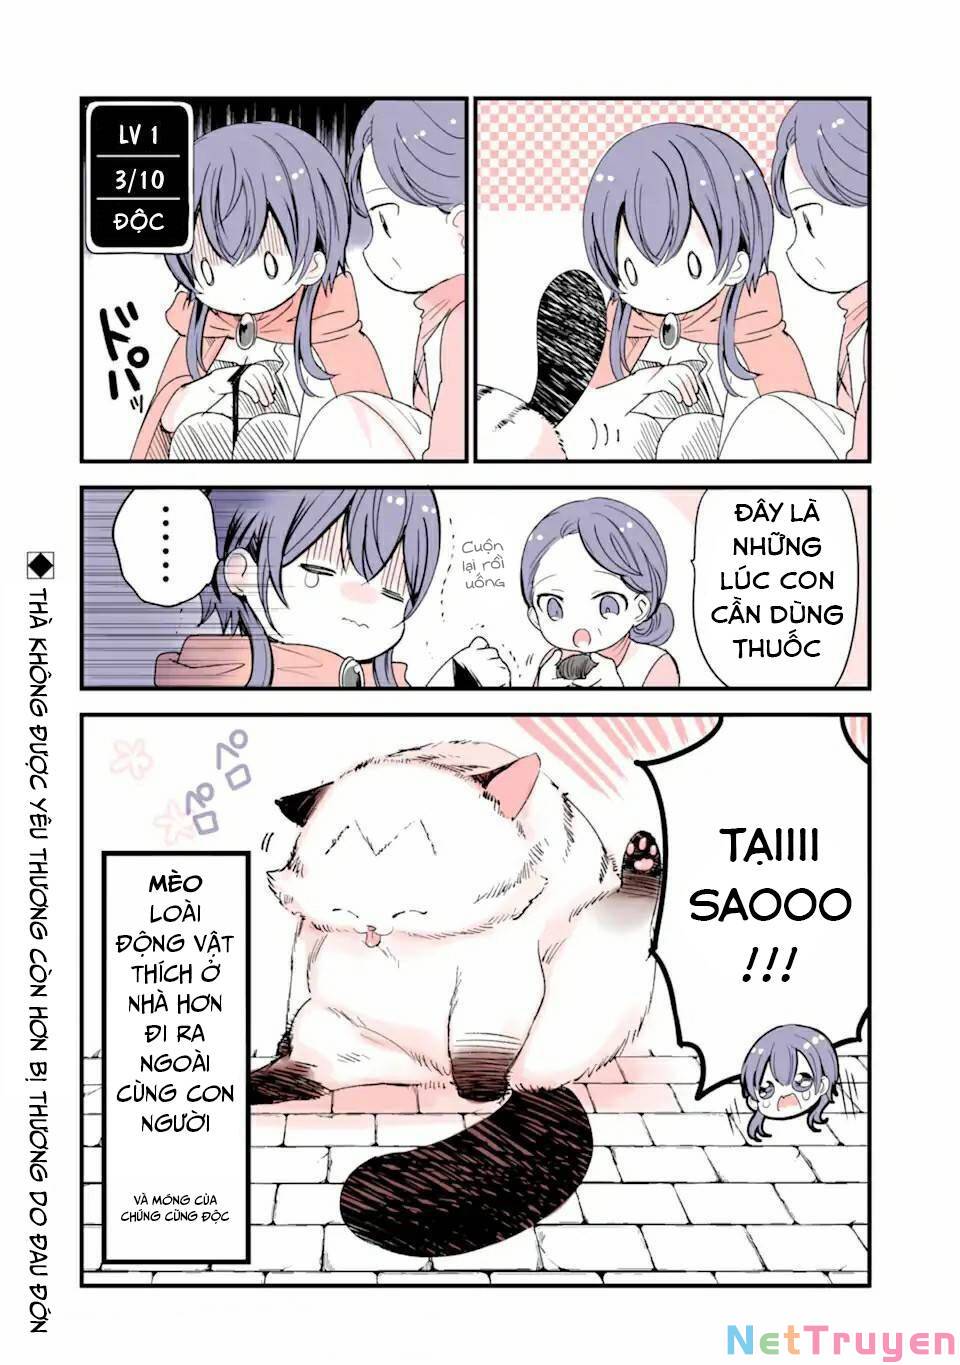 LV 1
3/10
ĐỘC
ズパッ
ĐÂY LÀ
NHỮNG
LÚC CON
CẦN DÙNG
THUỐC
Cuộn
lại rồi
uống
TẠIIII
SAOOO
!!!
ペロ
ペロ
MÈO
LOÀI
ĐỘNG VẬT
THÍCH Ở
NHÀ HƠN
ĐI RA
NGOÀI
CÙNG CON
NGƯỜI
VÀ MÓNG CỦA
CHÚNG CŨNG ĐỘC
THÀ KHÔNG ĐƯỢC YÊU THƯƠNG CÒN HƠN BỊ THƯƠNG DO ĐAU ĐỚN
NetTruyen